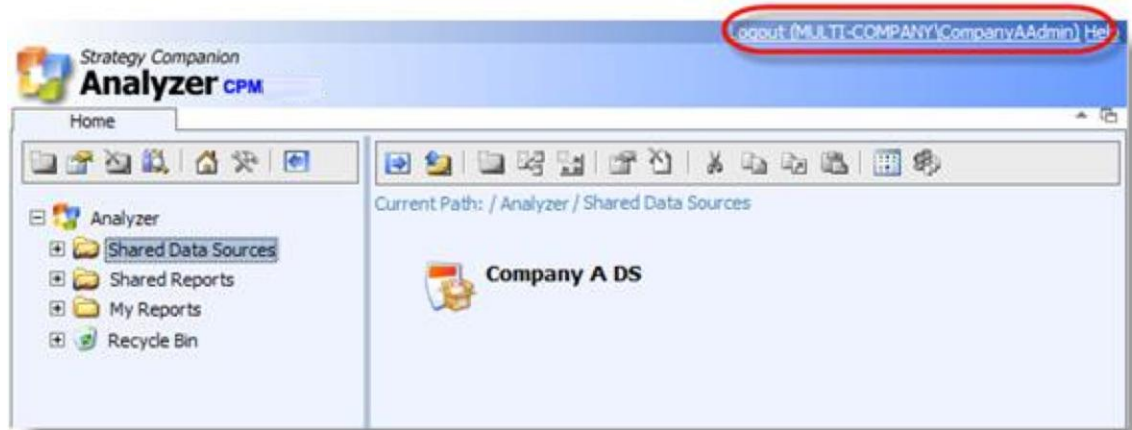 Logout (MULTI-COMPANY\CompanyAAdmin) Help
Strategy Companion
Analyzer CPM
Home
Current Path: / Analyzer / Shared Data Sources
Analyzer
Shared Data Sources
Shared Reports
My Reports
Recycle Bin
Company A DS